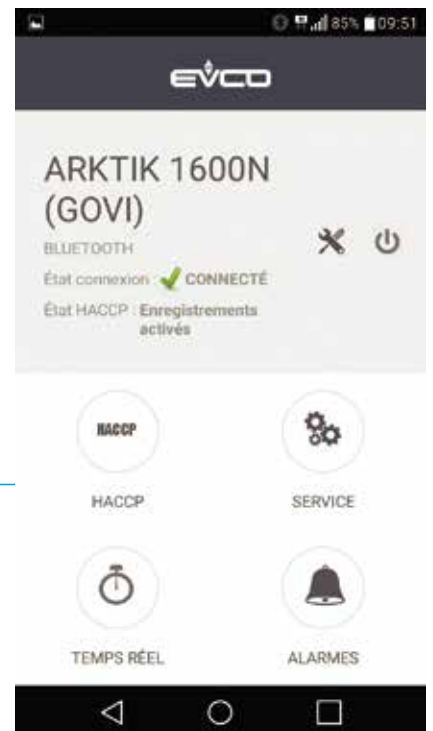 85% 09:51
evco
ARKTIK 1600N
(GOVI)
BLUETOOTH
État connexion : CONNECTÉ
État HACCP : Enregistrements
activés
HACCP
HACCP
SERVICE
TEMPS RÉEL
ALARMES